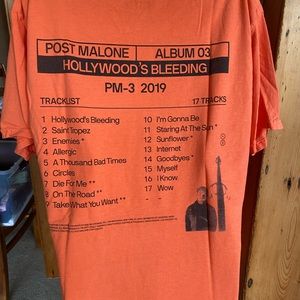 POST MALONE | ALBUM 03
HOLLYWOOD'S BLEEDING
PM-3 2019
TRACKLIST 17 TRACKS
1 Hollywood's Bleeding
2 Saint Tropez
3 Enemies *
4 Allergic
5 A Thousand Bad Times
6 Circles
7 Die For Me **
8 On The Road **
9 Take What You Want **
10 I'm Gonna Be
11 Staring At The Sun *
12 Sunflower *
13 Internet
14 Goodbyes *
15 Myself
16 I Know
17 Wow